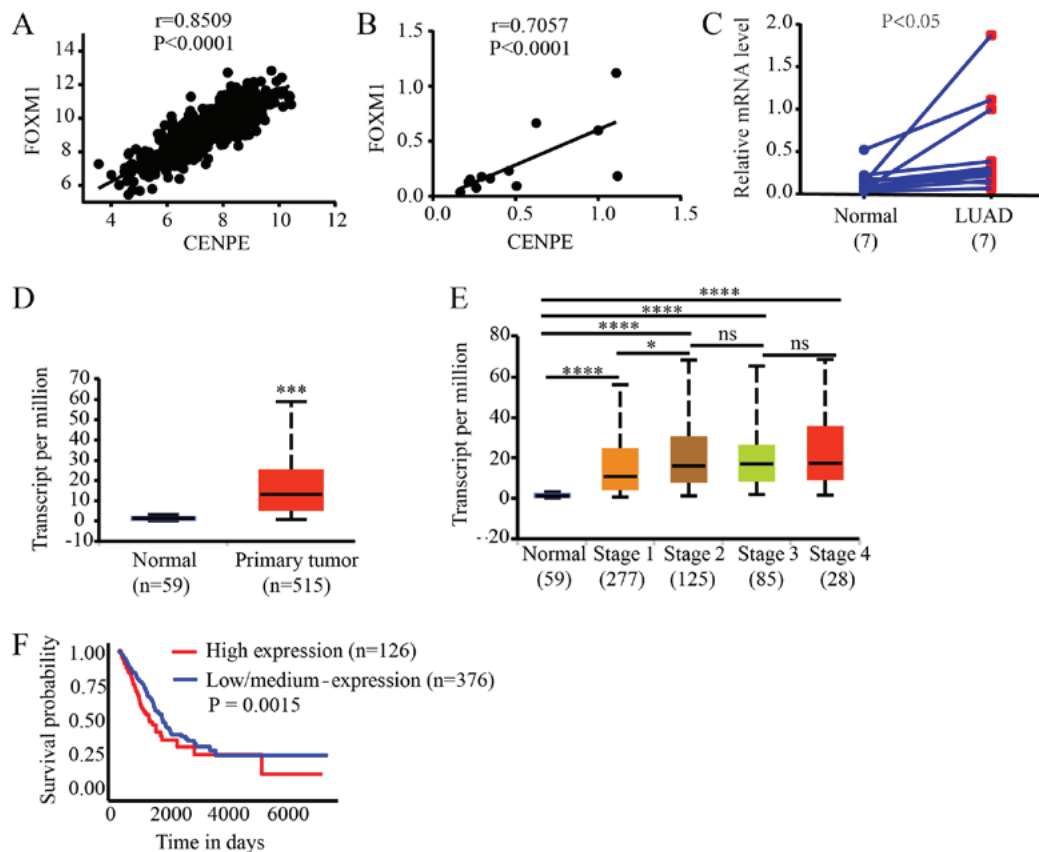 A
r=0.8509
P<0.0001
FOXM1
14
12
10
8
6
4
6
8
10
12
CENPE
B
r=0.7057
P<0.0001
FOXM1
1.5
1.0
0.5
0.0
0.0
0.5
1.0
1.5
CENPE
C
P<0.05
Relative mRNA level
2.0
1.5
1.0
0.5
0.0
Normal
(7)
LUAD
(7)
D
Transcript per million
70
60
50
40
30
20
10
0
-10
***
Normal
(n=59)
Primary tumor
(n=515)
E
Transcript per million
80
60
40
20
0
-20
****
****
****
* ns ns
****
Normal Stage 1 Stage 2 Stage 3 Stage 4
(59) (277) (125) (85) (28)
F
Survival probability
1.00
0.75
0.50
0.25
0.00
High expression (n=126)
Low/medium-expression (n=376)
P = 0.0015
0 2000 4000 6000
Time in days